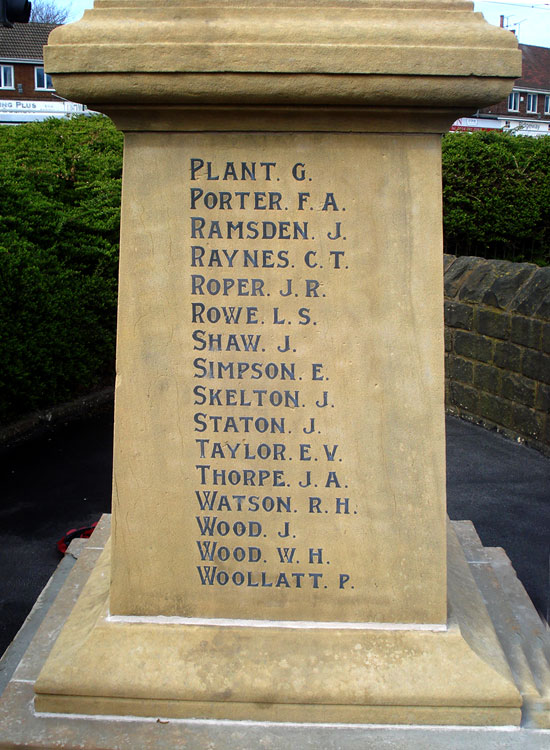 PLANT. G.
PORTER. F. A.
RAMSDEN. J.
RAYNES. C. T.
ROPER. J. R.
ROWE. L. S.
SHAW. J.
SIMPSON. E.
SKELTON. J.
STATON. J.
TAYLOR. E. V.
THORPE. J. A.
WATSON. R. H.
WOOD. J.
WOOD. W. H.
WOOLLATT. P.